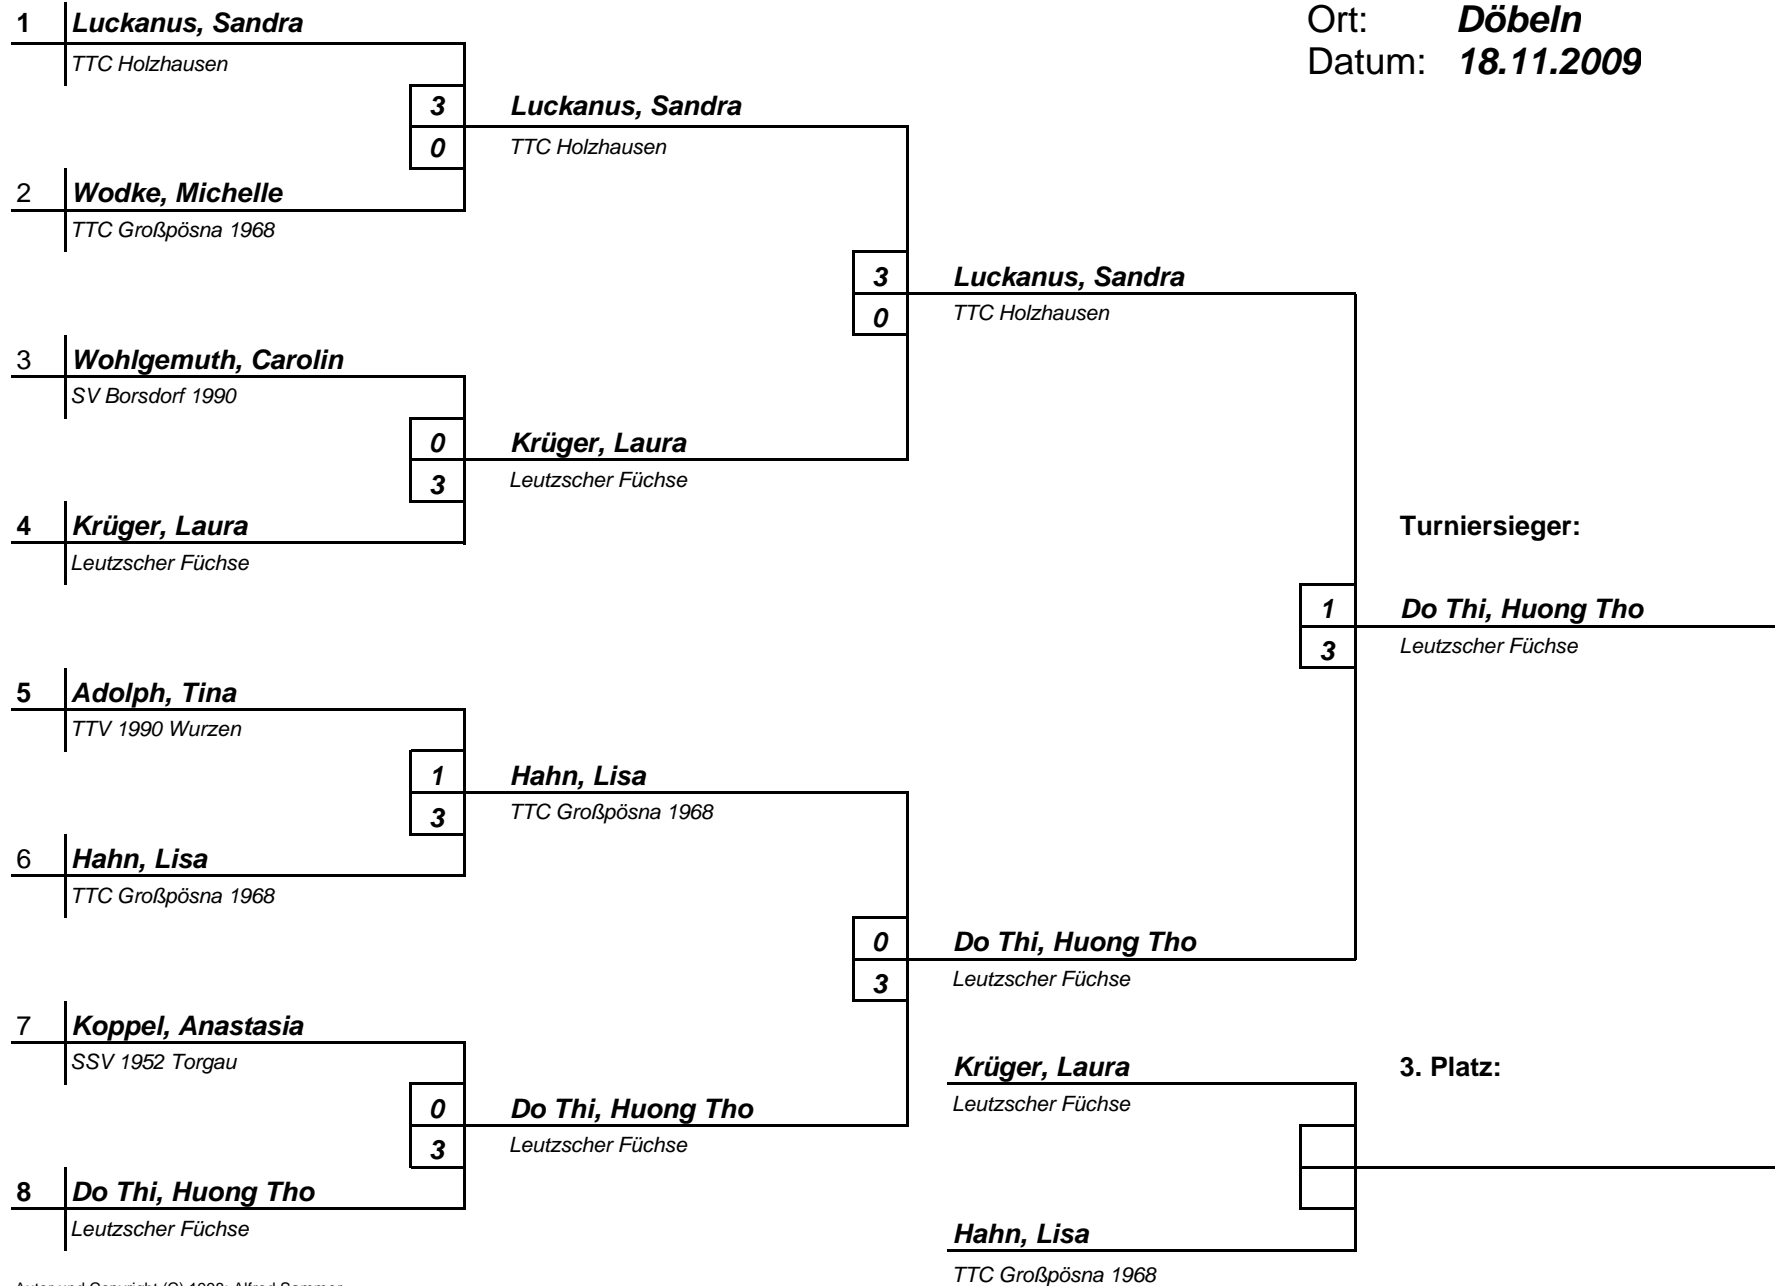 1 Luckanus, Sandra
TTC Holzhausen
Ort: Döbeln
Datum: 18.11.2009
3 Luckanus, Sandra
0 TTC Holzhausen
2 Wodke, Michelle
TTC Großpösna 1968
3 Luckanus, Sandra
0 TTC Holzhausen
3 Wohlgemuth, Carolin
SV Borsdorf 1990
0 Krüger, Laura
3 Leutzscher Füchse
4 Krüger, Laura
Leutzscher Füchse
Turniersieger:
1 Do Thi, Huong Tho
3 Leutzscher Füchse
5 Adolph, Tina
TTV 1990 Wurzen
1 Hahn, Lisa
3 TTC Großpösna 1968
6 Hahn, Lisa
TTC Großpösna 1968
0 Do Thi, Huong Tho
3 Leutzscher Füchse
7 Koppel, Anastasia
SSV 1952 Torgau
Krüger, Laura
Leutzscher Füchse
3. Platz:
0 Do Thi, Huong Tho
3 Leutzscher Füchse
8 Do Thi, Huong Tho
Leutzscher Füchse
Hahn, Lisa
TTC Großpösna 1968